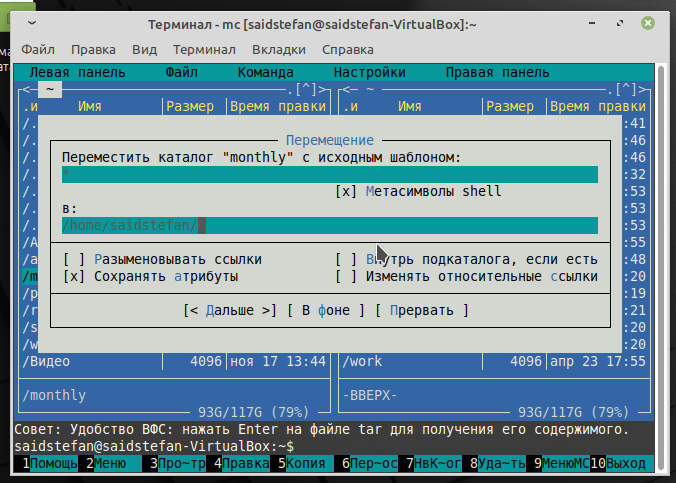 Терминал - mc [saidstefan@saidstefan-VirtualBox]:~
Файл Правка Вид Терминал Вкладки Справка
Левая панель Файл Команда Настройки Правая панель
<— ~ .[^]> <— ~ .[^]>
.и Имя Размер Время правки .и Имя Размер Время правки
/. :41
/. :46
/. :46
/. :32
/. :53
/. :53
/. :53
/А :55
/a :48
/m :20
/p :19
/r :21
/s :20
/w :20
Перемещение
Переместить каталог "monthly" с исходным шаблоном:
*
[x] Метасимволы shell
в:
/home/saidstefan/
[ ] Разыменовывать ссылки [ ] Внутрь подкаталога, если есть
[x] Сохранять атрибуты [ ] Изменять относительные ссылки
[< Дальше >] [ В фоне ] [ Прервать ]
/Видео 4096 ноя 17 13:44 /work 4096 апр 23 17:55
/monthly -ВВЕРХ-
93G/117G (79%) 93G/117G (79%)
Совет: Удобство ВФС: нажать Enter на файле tar для получения его содержимого.
saidstefan@saidstefan-VirtualBox:~$
1Помощь 2Меню 3Про~тр 4Правка 5Копия 6Пер~ос 7НвК~ог 8Уда~ть 9МенюMC 10Выход